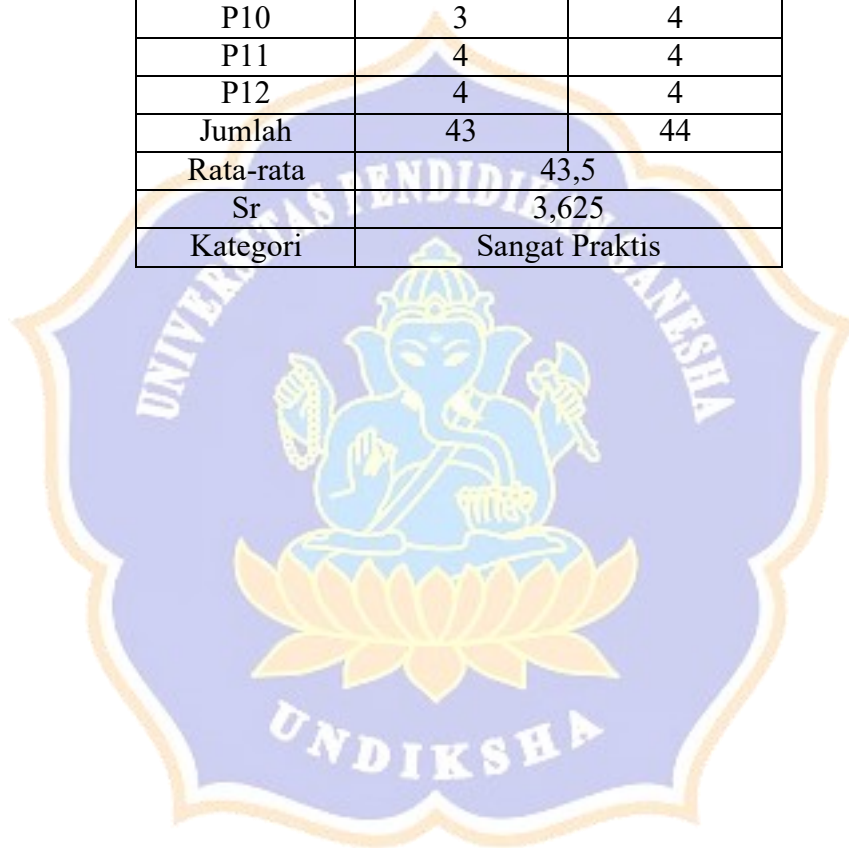 P10 3 4
P11 4 4
P12 4 4
Jumlah 43 44
Rata-rata 43,5
Sr 3,625
Kategori Sangat Praktis
UNIVERSITAS PENDIDIKAN GANESHA
UNDIKSHA